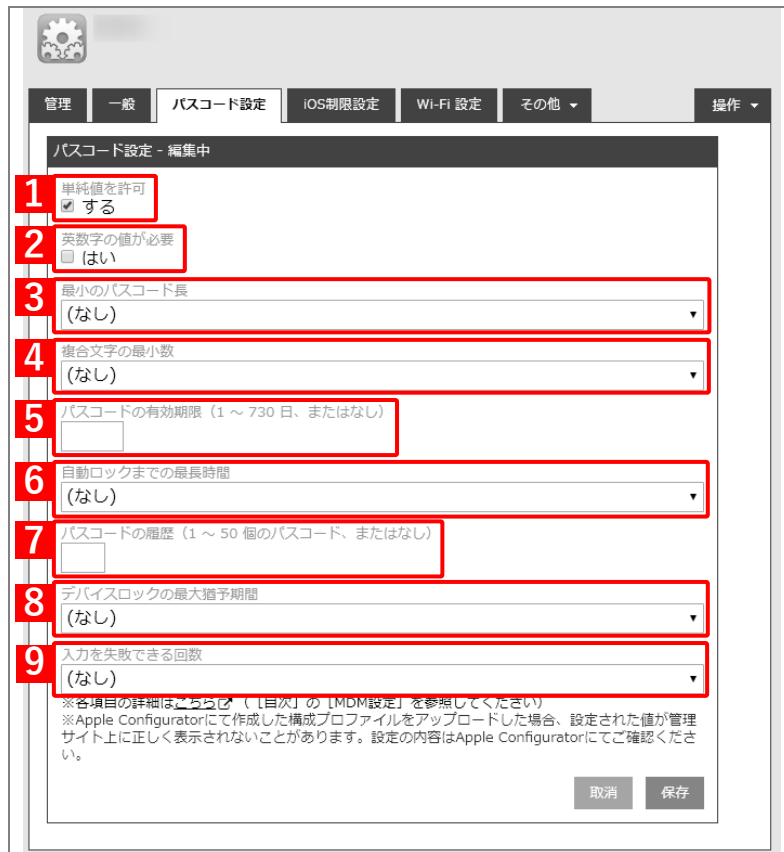 管理 一般 パスコード設定 iOS制限設定 Wi-Fi 設定 その他 ▾ 操作 ▾
パスコード設定 - 編集中
1 単純値を許可
する
2 英数字の値が必要
はい
3 最小のパスコード長
(なし)
4 複合文字の最小数
(なし)
5 パスコードの有効期限（1 ～ 730 日、またはなし）
6 自動ロックまでの最長時間
(なし)
7 パスコードの履歴（1 ～ 50 個のパスコード、またはなし）
8 デバイスロックの最大猶予期間
(なし)
9 入力を失敗できる回数
(なし)
※各項目の詳細はこちら（［目次］の［MDM設定］を参照してください）
※Apple Configuratorにて作成した構成プロファイルをアップロードした場合、設定された値が管理
サイト上に正しく表示されないことがあります。設定の内容はApple Configuratorにてご確認くださ
い。
取消 保存